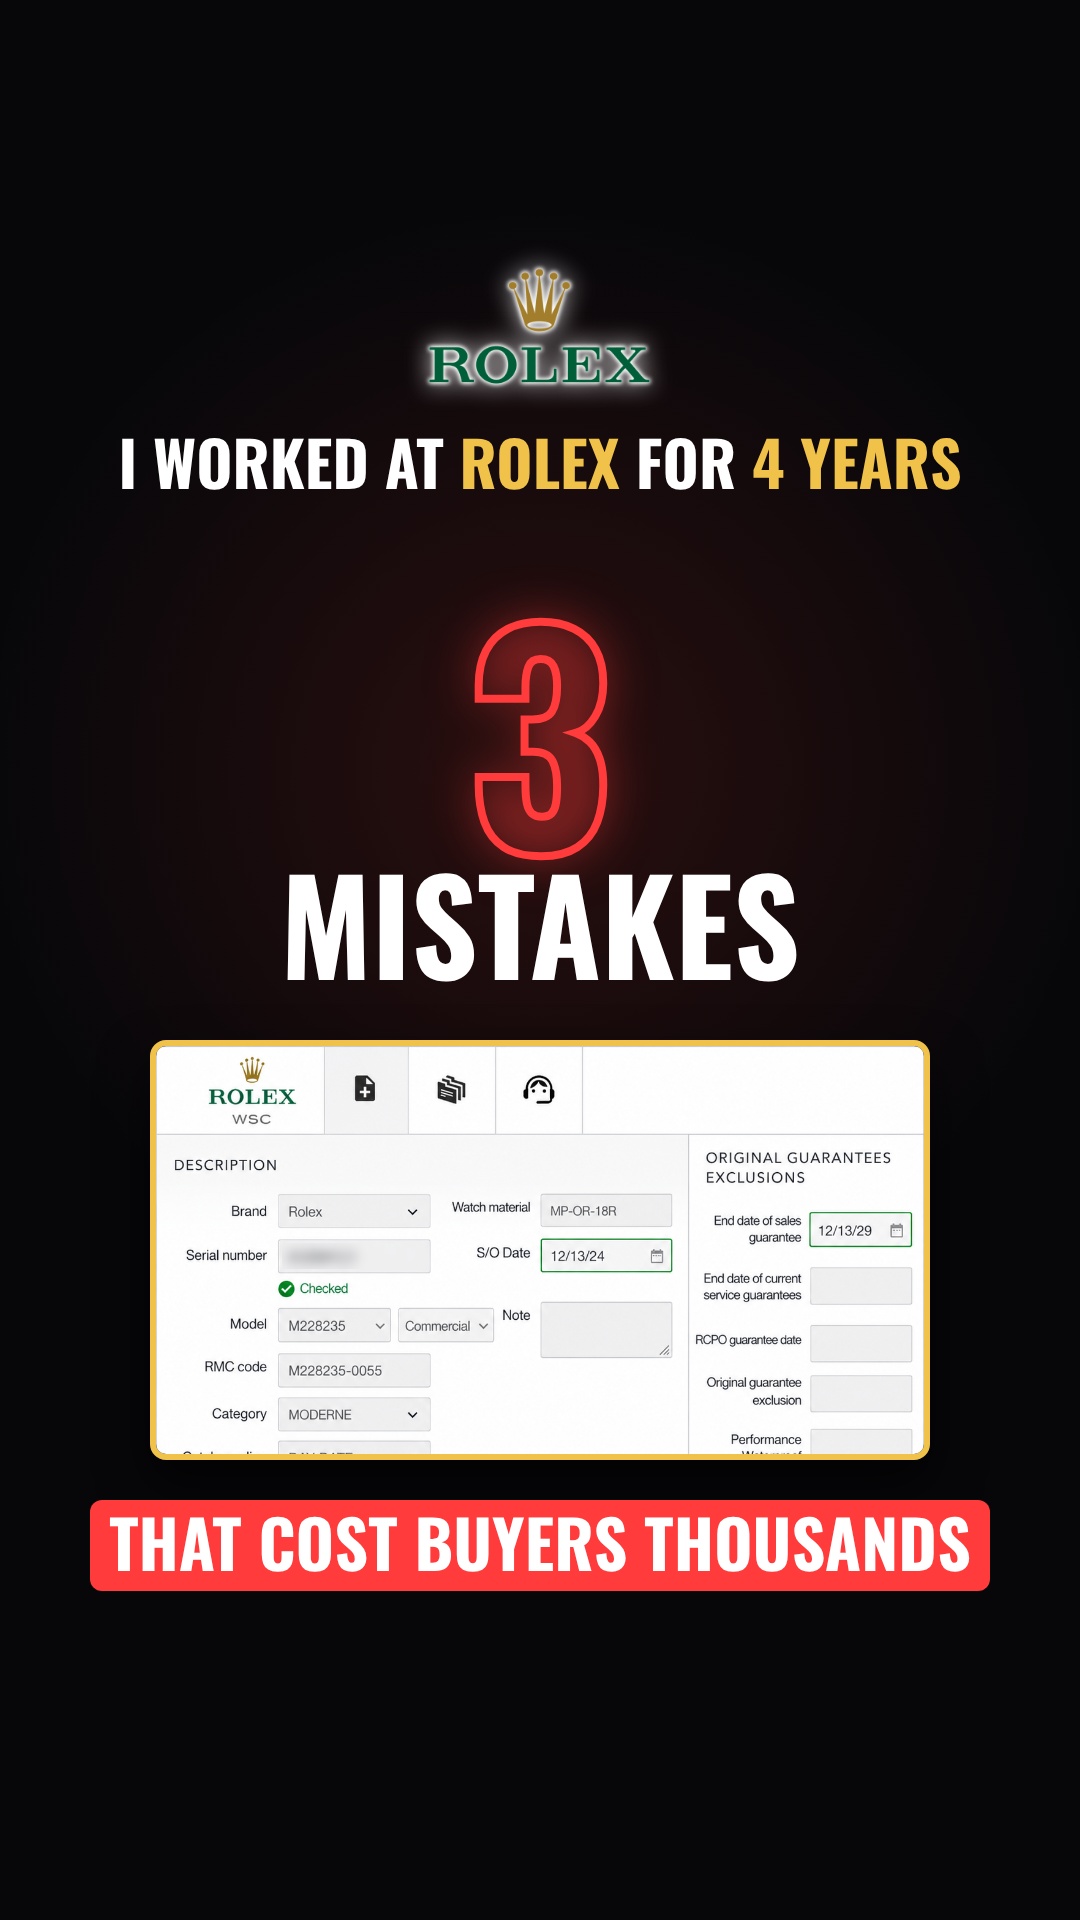 ROLEX
I WORKED AT ROLEX FOR 4 YEARS
3
MISTAKES
ROLEX
WSC
DESCRIPTION
Brand
Rolex
Serial number
Checked
Model
M228235
Commercial
RMC code
M228235-0055
Category
MODERNE
Watch material
MP-OR-18R
S/O Date
12/13/24
Note
ORIGINAL GUARANTEES
EXCLUSIONS
End date of sales
guarantee
12/13/29
End date of current
service guarantees
RCPO guarantee date
Original guarantee
exclusion
Performance
THAT COST BUYERS THOUSANDS